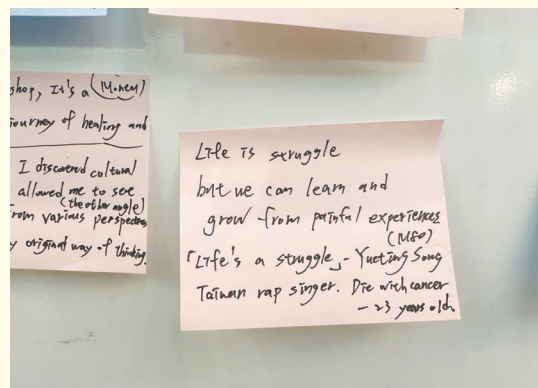 shop, It's a (Money)
journey of healing and
I discovered cultural
allowed me to see
(the other angle)
from various perspectives
y original way of thinking
Life is struggle
but we can learn and
grow from painful experiences
(M80)
「Life's a struggle」- Yueting Song
Taiwan rap singer. Die with cancer
- 23 years old.